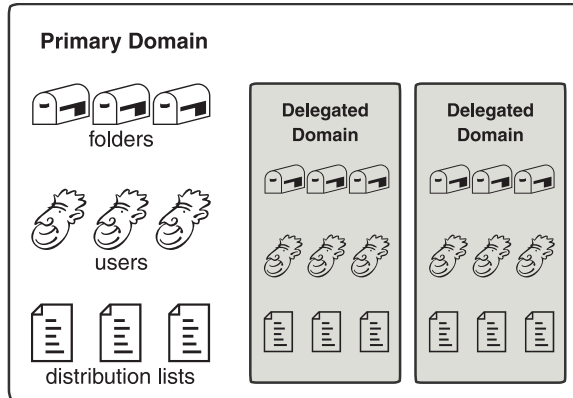 Primary Domain
folders
users
distribution lists
Delegated
Domain
Delegated
Domain